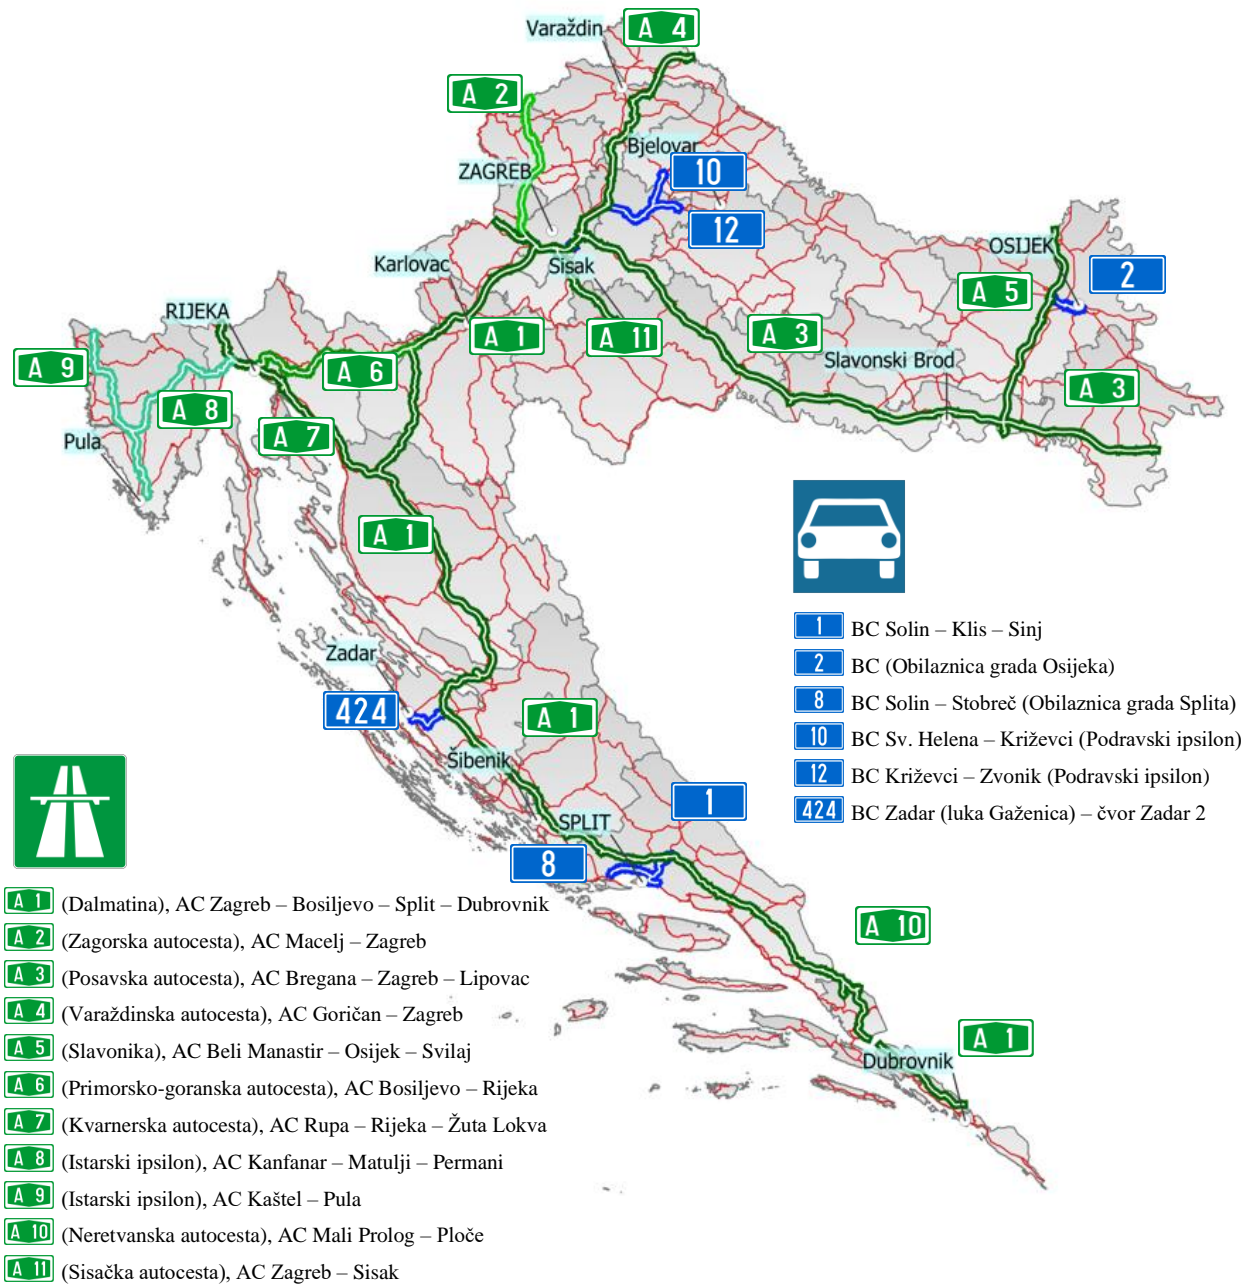 Varaždin
A 4
A 2
Bjelovar
ZAGREB
10
12
OSIJEK
Karlovac
Sisak
2
A 5
RIJEKA
A 1
A 11
A 3
A 9
A 6
Slavonski Brod
A 3
A 8
A 7
Pula
A 1
Zadar
424
A 1
Šibenik
1
SPLIT
8
A 10
A 1
Dubrovnik
1 BC Solin – Klis – Sinj
2 BC (Obilaznica grada Osijeka)
8 BC Solin – Stobreč (Obilaznica grada Splita)
10 BC Sv. Helena – Križevci (Podravski ipsilon)
12 BC Križevci – Zvonik (Podravski ipsilon)
424 BC Zadar (luka Gaženica) – čvor Zadar 2
A 1 (Dalmatina), AC Zagreb – Bosiljevo – Split – Dubrovnik
A 2 (Zagorska autocesta), AC Macelj – Zagreb
A 3 (Posavska autocesta), AC Bregana – Zagreb – Lipovac
A 4 (Varaždinska autocesta), AC Goričan – Zagreb
A 5 (Slavonika), AC Beli Manastir – Osijek – Svilaj
A 6 (Primorsko-goranska autocesta), AC Bosiljevo – Rijeka
A 7 (Kvarnerska autocesta), AC Rupa – Rijeka – Žuta Lokva
A 8 (Istarski ipsilon), AC Kanfanar – Matulji – Permani
A 9 (Istarski ipsilon), AC Kaštel – Pula
A 10 (Neretvanska autocesta), AC Mali Prolog – Ploče
A 11 (Sisačka autocesta), AC Zagreb – Sisak